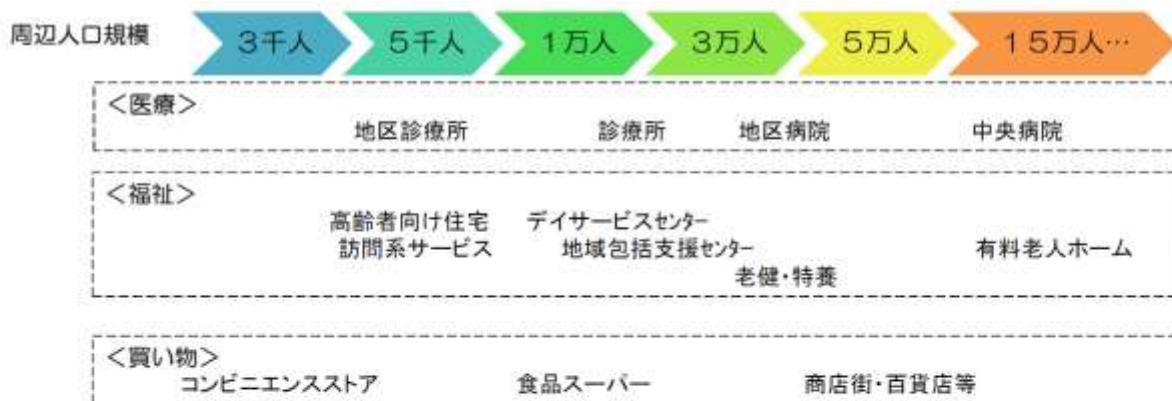 周辺人口規模 3千人 5千人 1万人 3万人 5万人 15万人…
＜医療＞
地区診療所 診療所 地区病院 中央病院
＜福祉＞
高齢者向け住宅 デイサービスセンター
訪問系サービス 地域包括支援センター 有料老人ホーム
老健・特養
＜買い物＞
コンビニエンスストア 食品スーパー 商店街・百貨店等